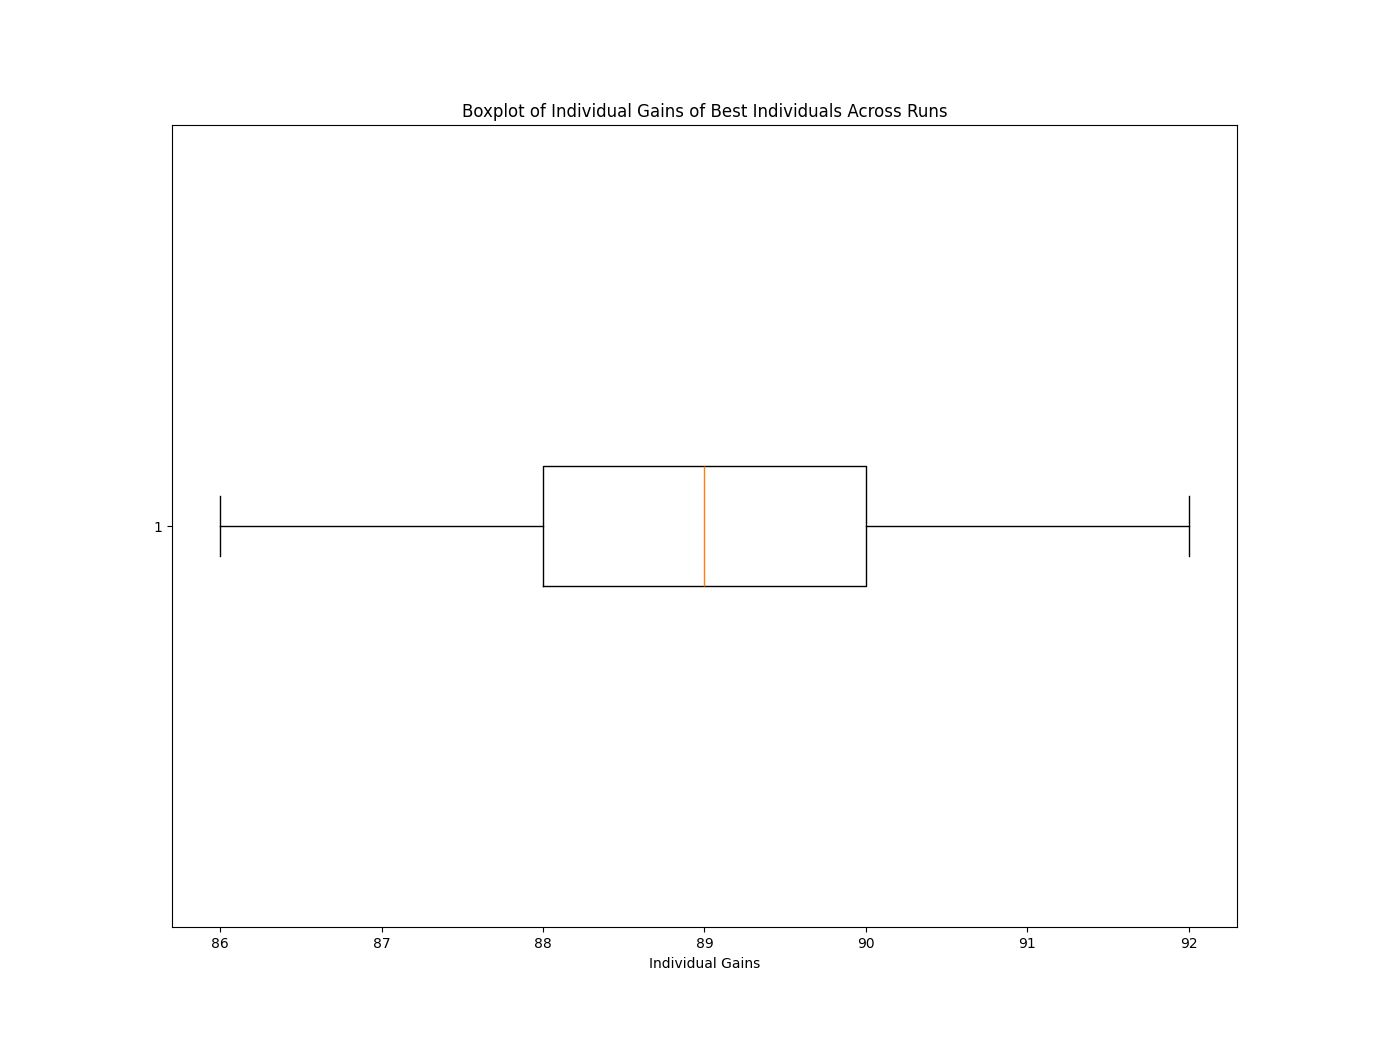 Boxplot of Individual Gains of Best Individuals Across Runs
1
86 87 88 89 90 91 92
Individual Gains